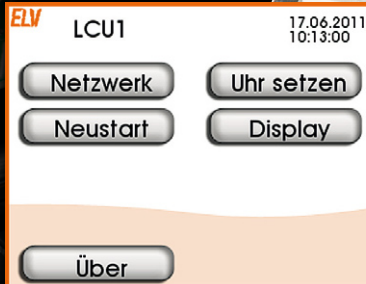 ELV LCU1 17.06.2011
10:13:00
Netzwerk Uhr setzen
Neustart Display
Über